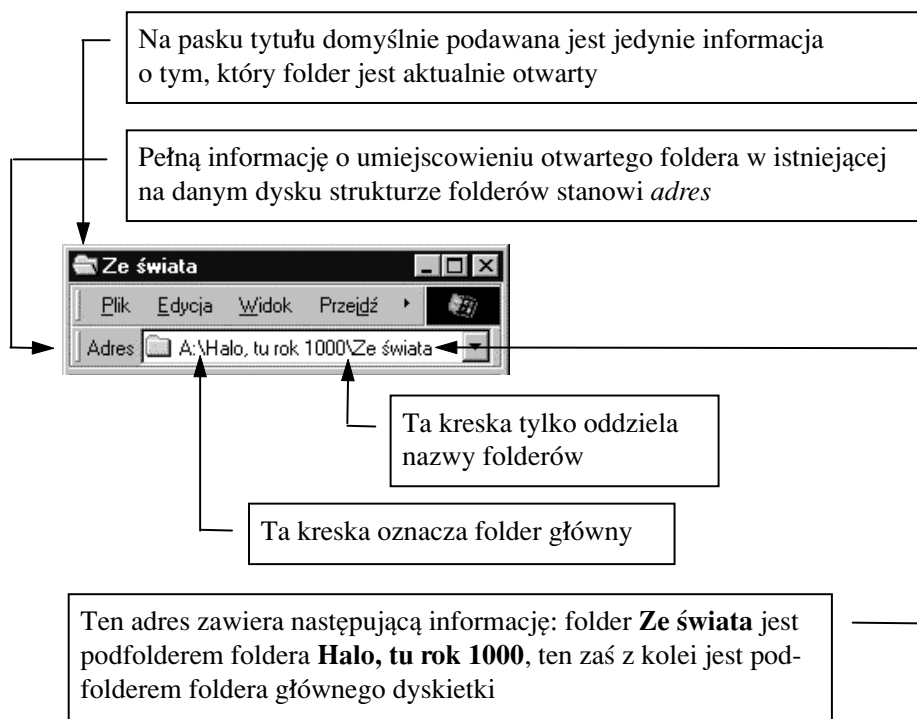 Na pasku tytułu domyślnie podawana jest jedynie informacja
o tym, który folder jest aktualnie otwarty
Pełną informację o umiejscowieniu otwartego foldera w istniejącej
na danym dysku strukturze folderów stanowi adres
Ze świata
Plik Edycja Widok Przejdź
Adres A:\Halo, tu rok 1000\Ze świata
Ta kreska tylko oddziela
nazwy folderów
Ta kreska oznacza folder główny
Ten adres zawiera następującą informację: folder Ze świata jest
podfolderem foldera Halo, tu rok 1000, ten zaś z kolei jest pod-
folderem foldera głównego dyskietki